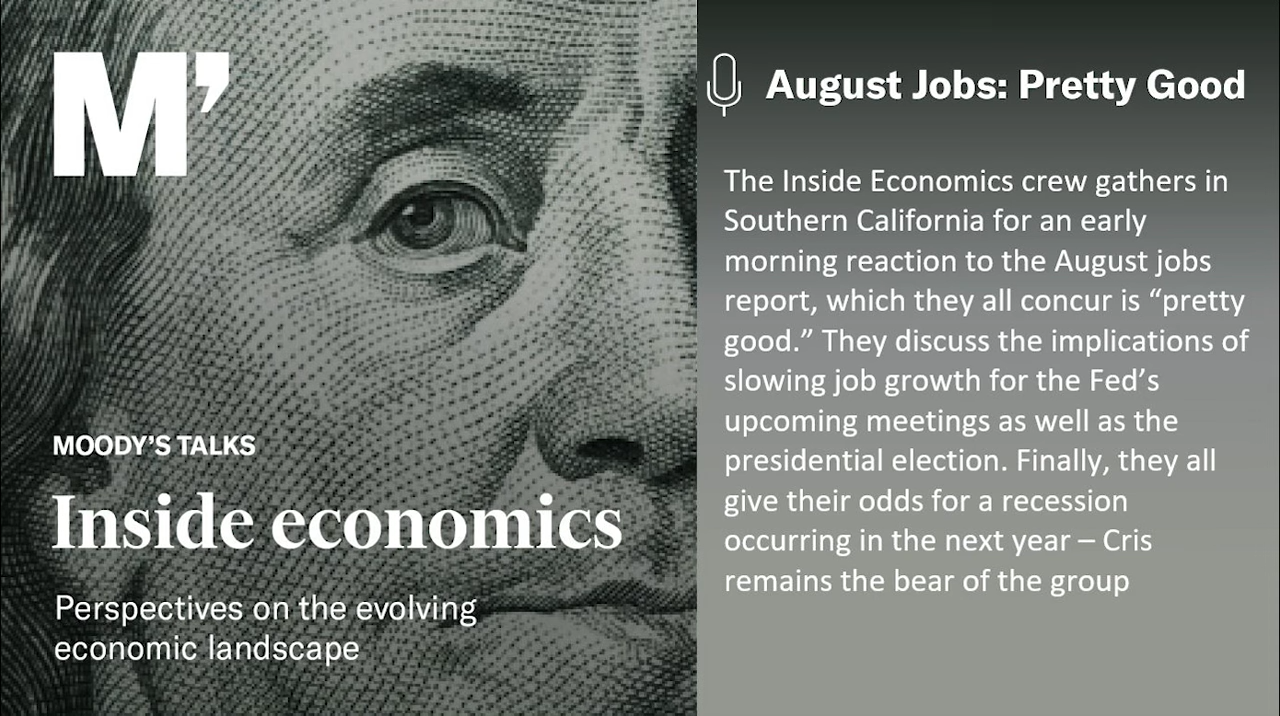 M’
MOODY’S TALKS
Inside economics
Perspectives on the evolving
economic landscape
August Jobs: Pretty Good
The Inside Economics crew gathers in
Southern California for an early
morning reaction to the August jobs
report, which they all concur is “pretty
good.” They discuss the implications of
slowing job growth for the Fed’s
upcoming meetings as well as the
presidential election. Finally, they all
give their odds for a recession
occurring in the next year – Cris
remains the bear of the group